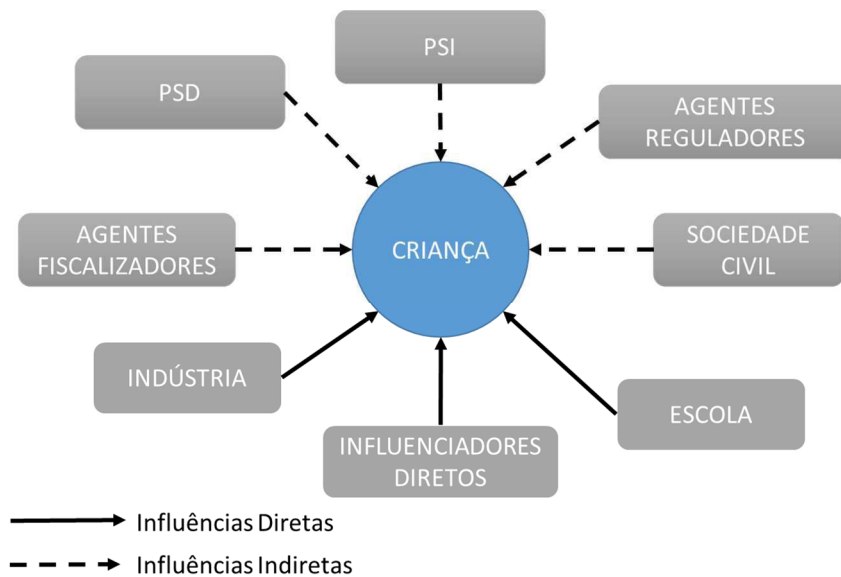 PSI
PSD
AGENTES
REGULADORES
AGENTES
FISCALIZADORES
CRIANÇA
SOCIEDADE
CIVIL
INDÚSTRIA
INFLUENCIADORES
DIRETOS
ESCOLA
Influências Diretas
Influências Indiretas